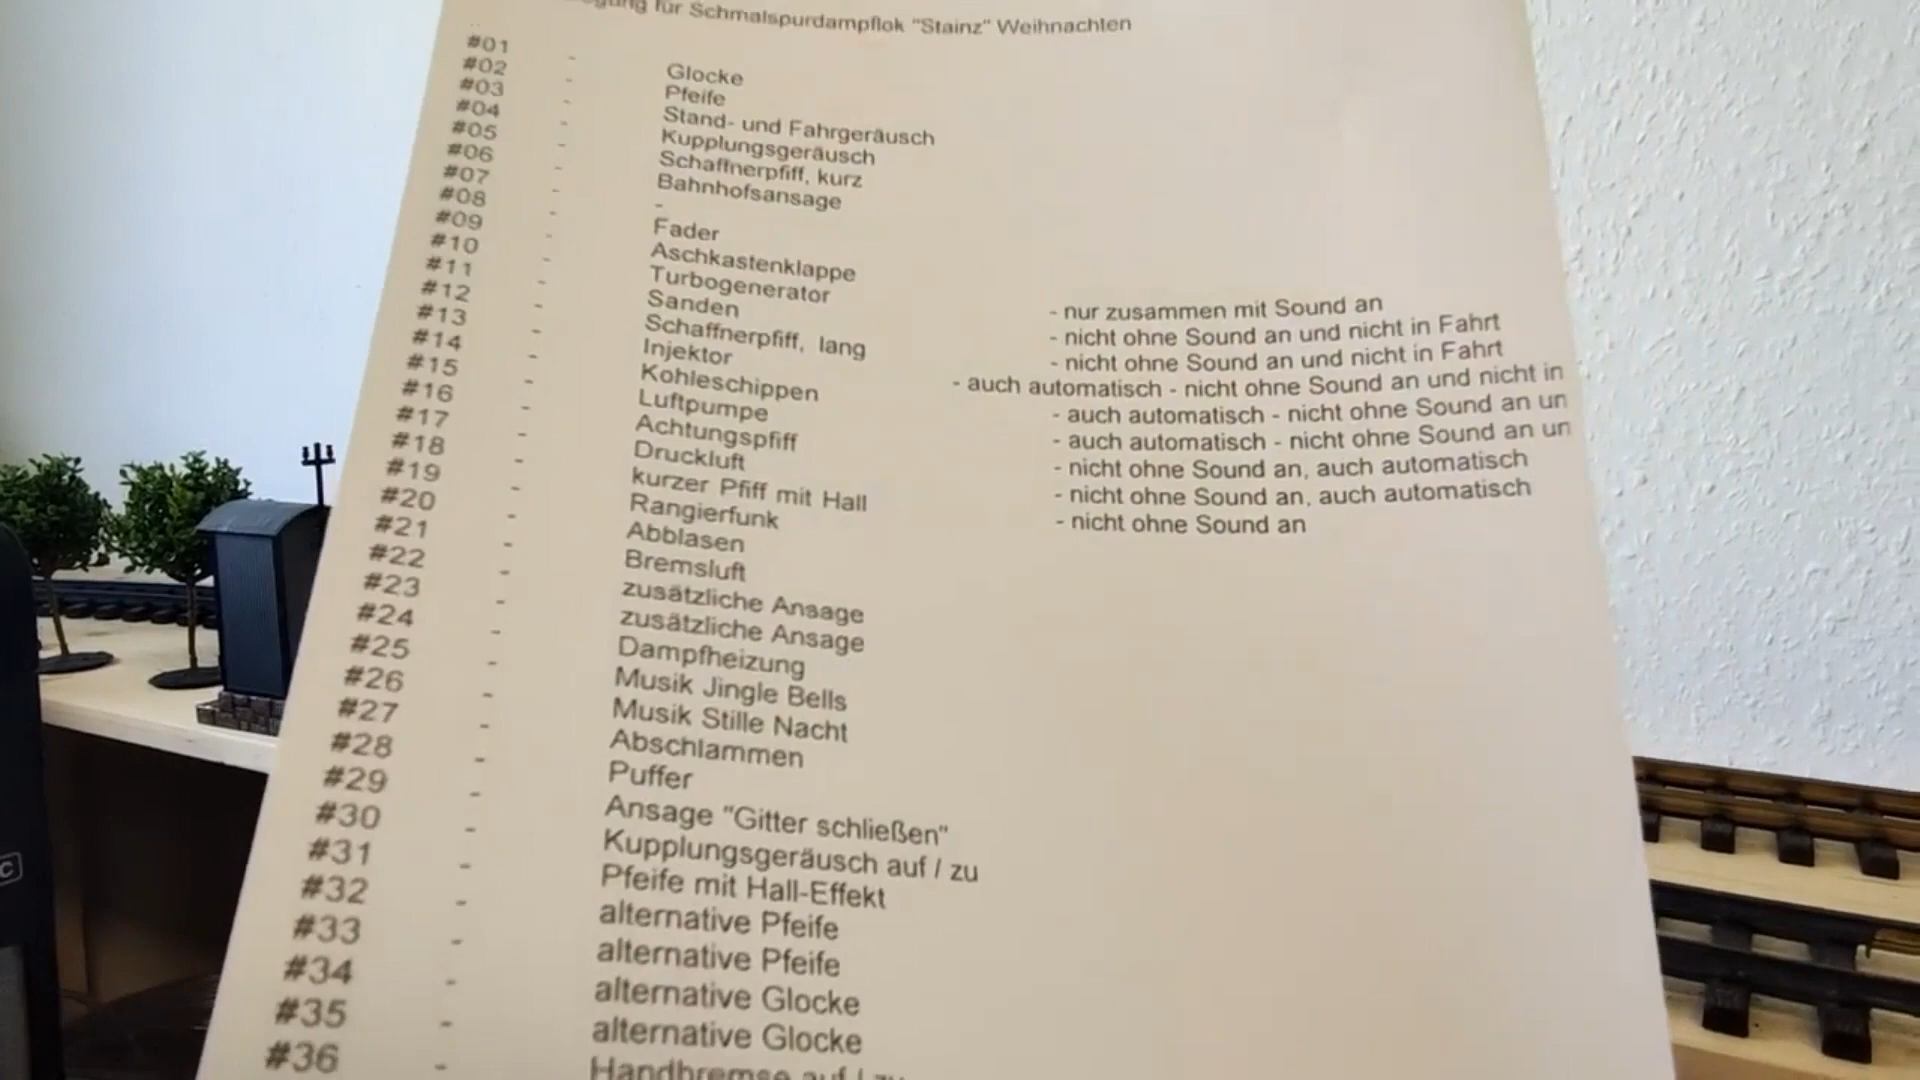 für Schmalspurdampflok "Stainz" Weihnachten
#01 - Glocke
#02 - Pfeife
#03 - Stand- und Fahrgeräusch
#04 - Kupplungsgeräusch
#05 - Schaffnerpfiff, kurz
#06 - Bahnhofsansage
#07 - -
#08 - Fader
#09 - Aschkastenklappe
#10 - Turbogenerator
#11 - Sanden
#12 - Schaffnerpfiff, lang
#13 - Injektor
#14 - Kohleschippen
#15 - Luftpumpe
#16 - Achtungspfiff
#17 - Druckluft
#18 - kurzer Pfiff mit Hall
#19 - Rangierfunk
#20 - Abblasen
#21 - Bremsluft
#22 - zusätzliche Ansage
#23 - zusätzliche Ansage
#24 - Dampfheizung
#25 - Musik Jingle Bells
#26 - Musik Stille Nacht
#27 - Abschlammen
#28 - Puffer
#29 - Ansage "Gitter schließen"
#30 - Kupplungsgeräusch auf / zu
#31 - Pfeife mit Hall-Effekt
#32 - alternative Pfeife
#33 - alternative Pfeife
#34 - alternative Glocke
#35 - alternative Glocke
#36 - Handbremse auf / zu
- nur zusammen mit Sound an
- nicht ohne Sound an und nicht in Fahrt
- nicht ohne Sound an und nicht in Fahrt
- auch automatisch - nicht ohne Sound an und nicht in
- auch automatisch - nicht ohne Sound an un
- auch automatisch - nicht ohne Sound an un
- nicht ohne Sound an, auch automatisch
- nicht ohne Sound an, auch automatisch
- nicht ohne Sound an